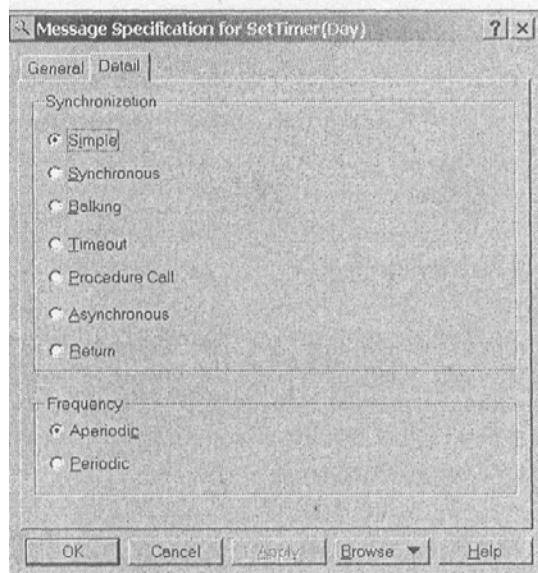 Message Specification for SetTimer(Day)
? ×
General Detail
Synchronization
Simple
Synchronous
Balking
Timeout
Procedure Call
Asynchronous
Return
Frequency
Aperiodic
Periodic
OK Cancel Apply Browse Help